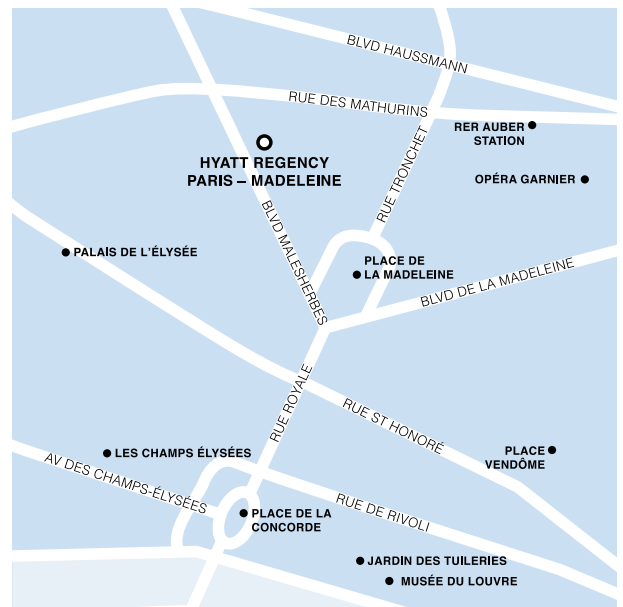 BLVD HAUSSMANN
RUE DES MATHURINS
RER AUBER
STATION
HYATT REGENCY
PARIS – MADELEINE
RUE TRONCHET
OPÉRA GARNIER
BLVD MALESHERBES
PALAIS DE L'ÉLYSÉE
PLACE DE
LA MADELEINE
BLVD DE LA MADELEINE
RUE ROYALE
RUE ST HONORÉ
LES CHAMPS ÉLYSÉES
PLACE
VENDÔME
AV DES CHAMPS-ÉLYSÉES
RUE DE RIVOLI
PLACE DE LA
CONCORDE
JARDIN DES TUILERIES
MUSÉE DU LOUVRE